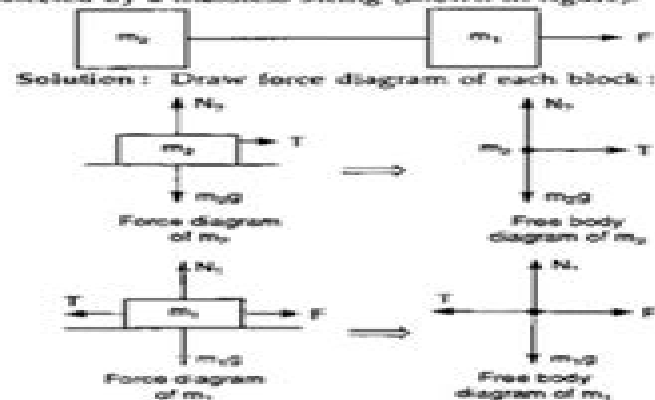 m₂ m₁ F
Solution : Draw force diagram of each block :
N₂ N₂
m₂ T m₂ T
m₂g m₂g
Force diagram Free body
of m₂ diagram of m₂
N₁ N₁
T m₁ F T F
m₁g m₁g
Force diagram Free body
of m₁ diagram of m₁